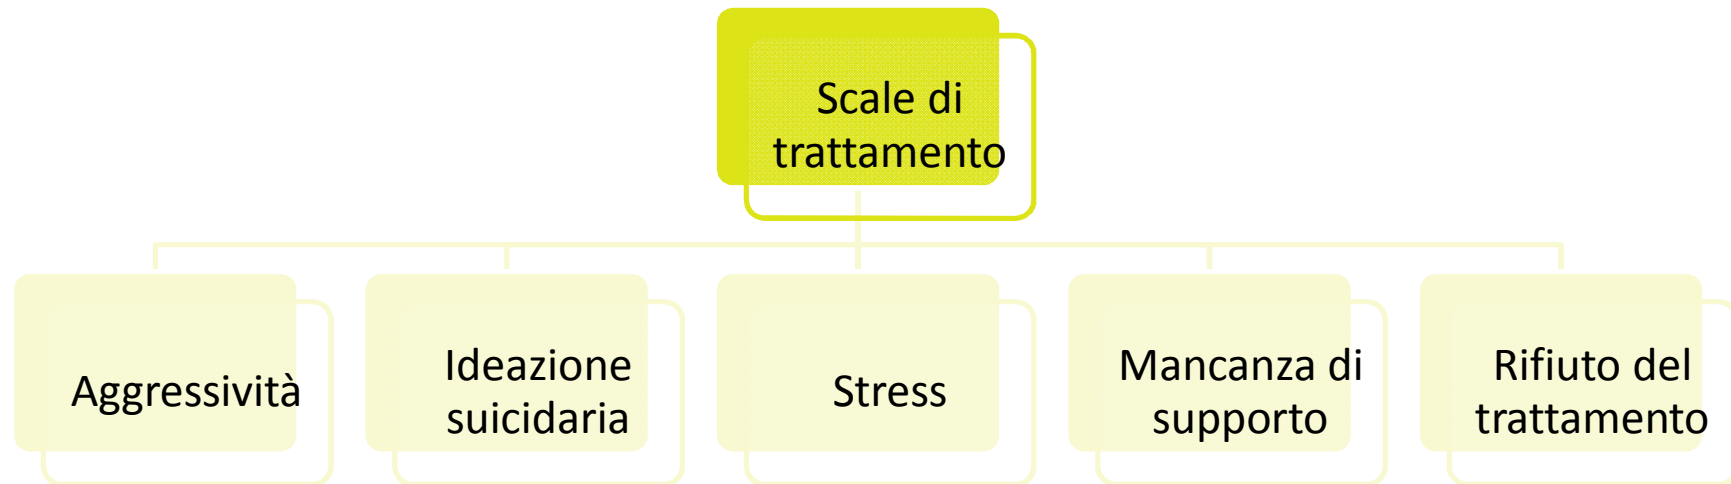 Scale di
trattamento
Aggressività
Ideazione
suicidaria
Stress
Mancanza di
supporto
Rifiuto del
trattamento